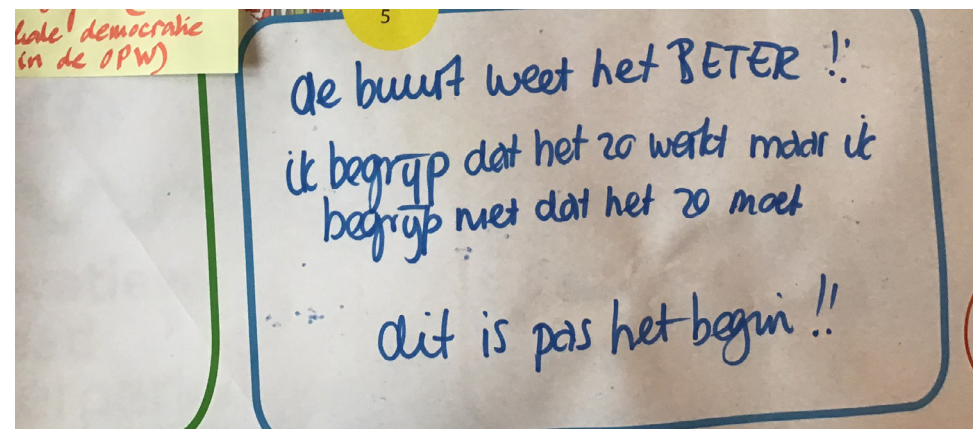 democratie
in de OPW)
5
de buurt weet het BETER !!
ik begrijp dat het zo werkt maar ik
begrijp niet dat het zo moet
dit is pas het begin !!